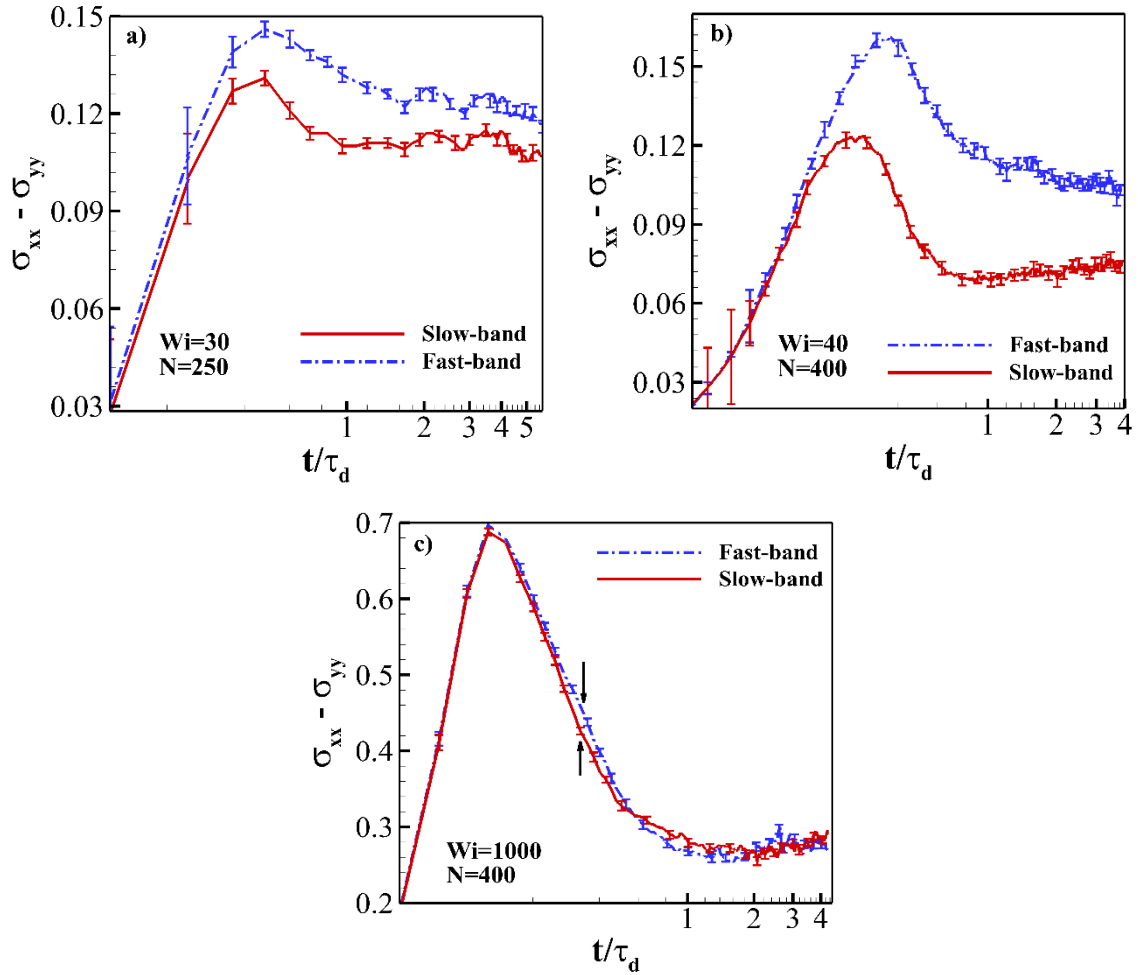 a)
0.15
0.12
0.09
0.06
0.03
σxx - σyy
Wi=30
N=250
Slow-band
Fast-band
1 2 3 4 5
t/τd
b)
0.15
0.12
0.09
0.06
0.03
σxx - σyy
Wi=40
N=400
Fast-band
Slow-band
1 2 3 4
t/τd
c)
0.7
0.6
0.5
0.4
0.3
0.2
σxx - σyy
Fast-band
Slow-band
Wi=1000
N=400
1 2 3 4
t/τd